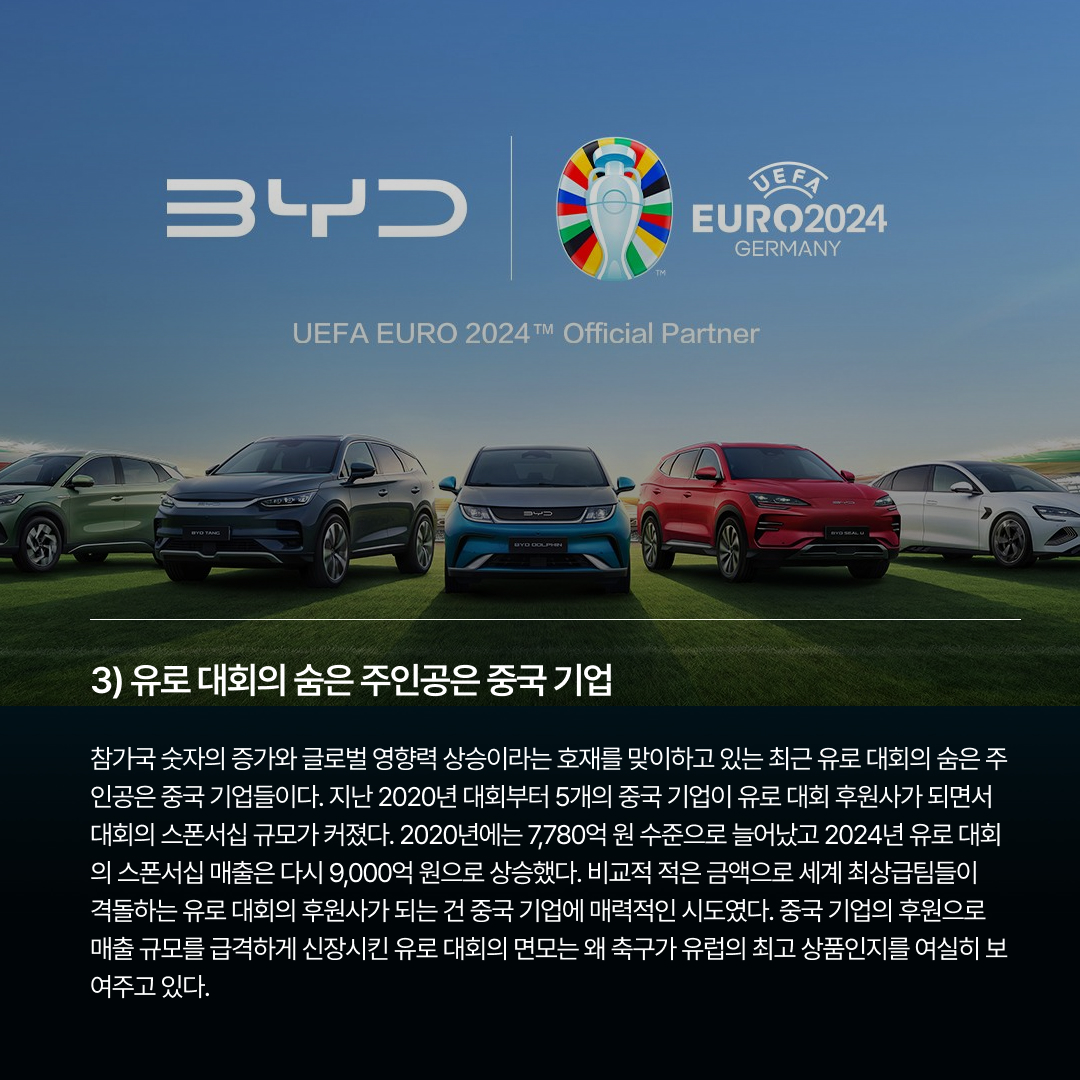 BYD
UEFA
EURO2024
GERMANY
TM
UEFA EURO 2024™ Official Partner
BYD
BYD TANG
BYD DOLPHIN
BYD
BYD SEAL U
3) 유로 대회의 숨은 주인공은 중국 기업
참가국 숫자의 증가와 글로벌 영향력 상승이라는 호재를 맞이하고 있는 최근 유로 대회의 숨은 주
인공은 중국 기업들이다. 지난 2020년 대회부터 5개의 중국 기업이 유로 대회 후원사가 되면서
대회의 스폰서십 규모가 커졌다. 2020년에는 7,780억 원 수준으로 늘어났고 2024년 유로 대회
의 스폰서십 매출은 다시 9,000억 원으로 상승했다. 비교적 적은 금액으로 세계 최상급팀들이
격돌하는 유로 대회의 후원사가 되는 건 중국 기업에 매력적인 시도였다. 중국 기업의 후원으로
매출 규모를 급격하게 신장시킨 유로 대회의 면모는 왜 축구가 유럽의 최고 상품인지를 여실히 보
여주고 있다.